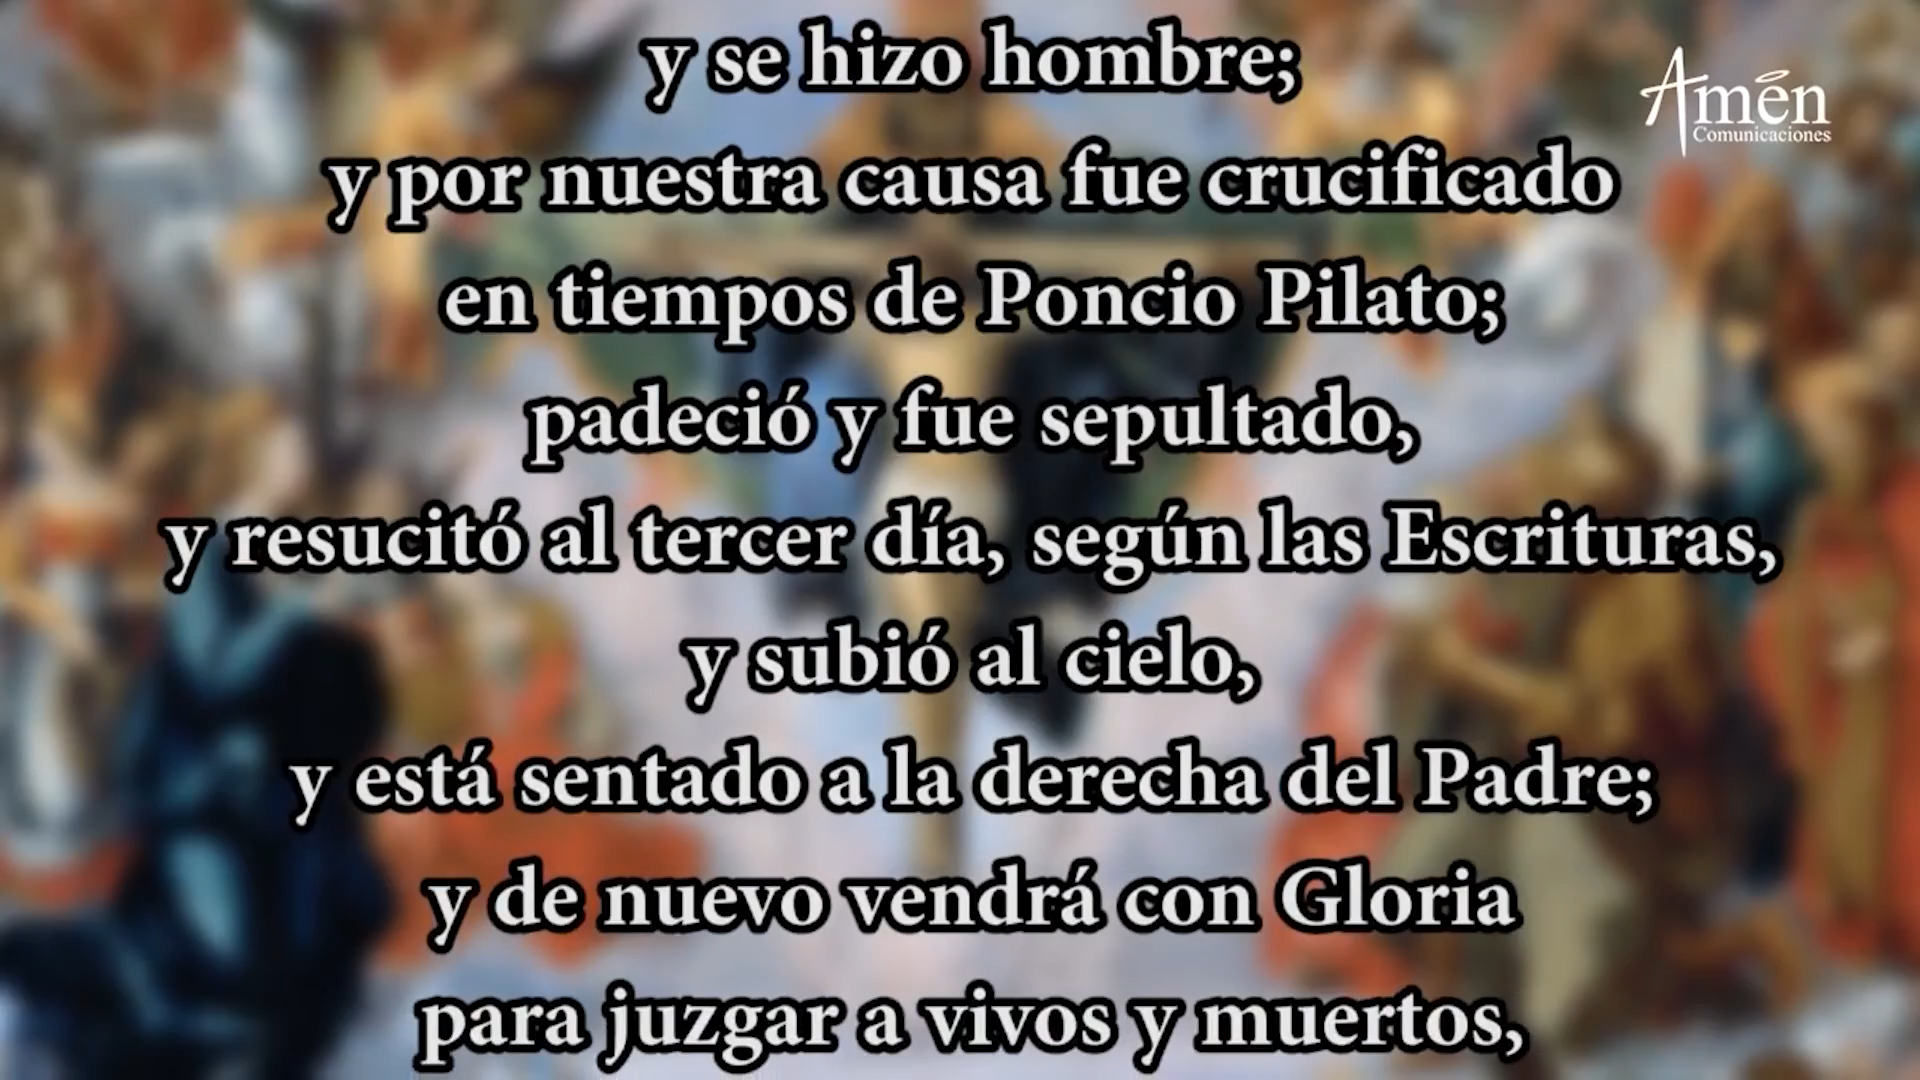 y se hizo hombre;
y por nuestra causa fue crucificado
en tiempos de Poncio Pilato;
padeció y fue sepultado,
y resucitó al tercer día, según las Escrituras,
y subió al cielo,
y está sentado a la derecha del Padre;
y de nuevo vendrá con Gloria
para juzgar a vivos y muertos,
Amén
Comunicaciones